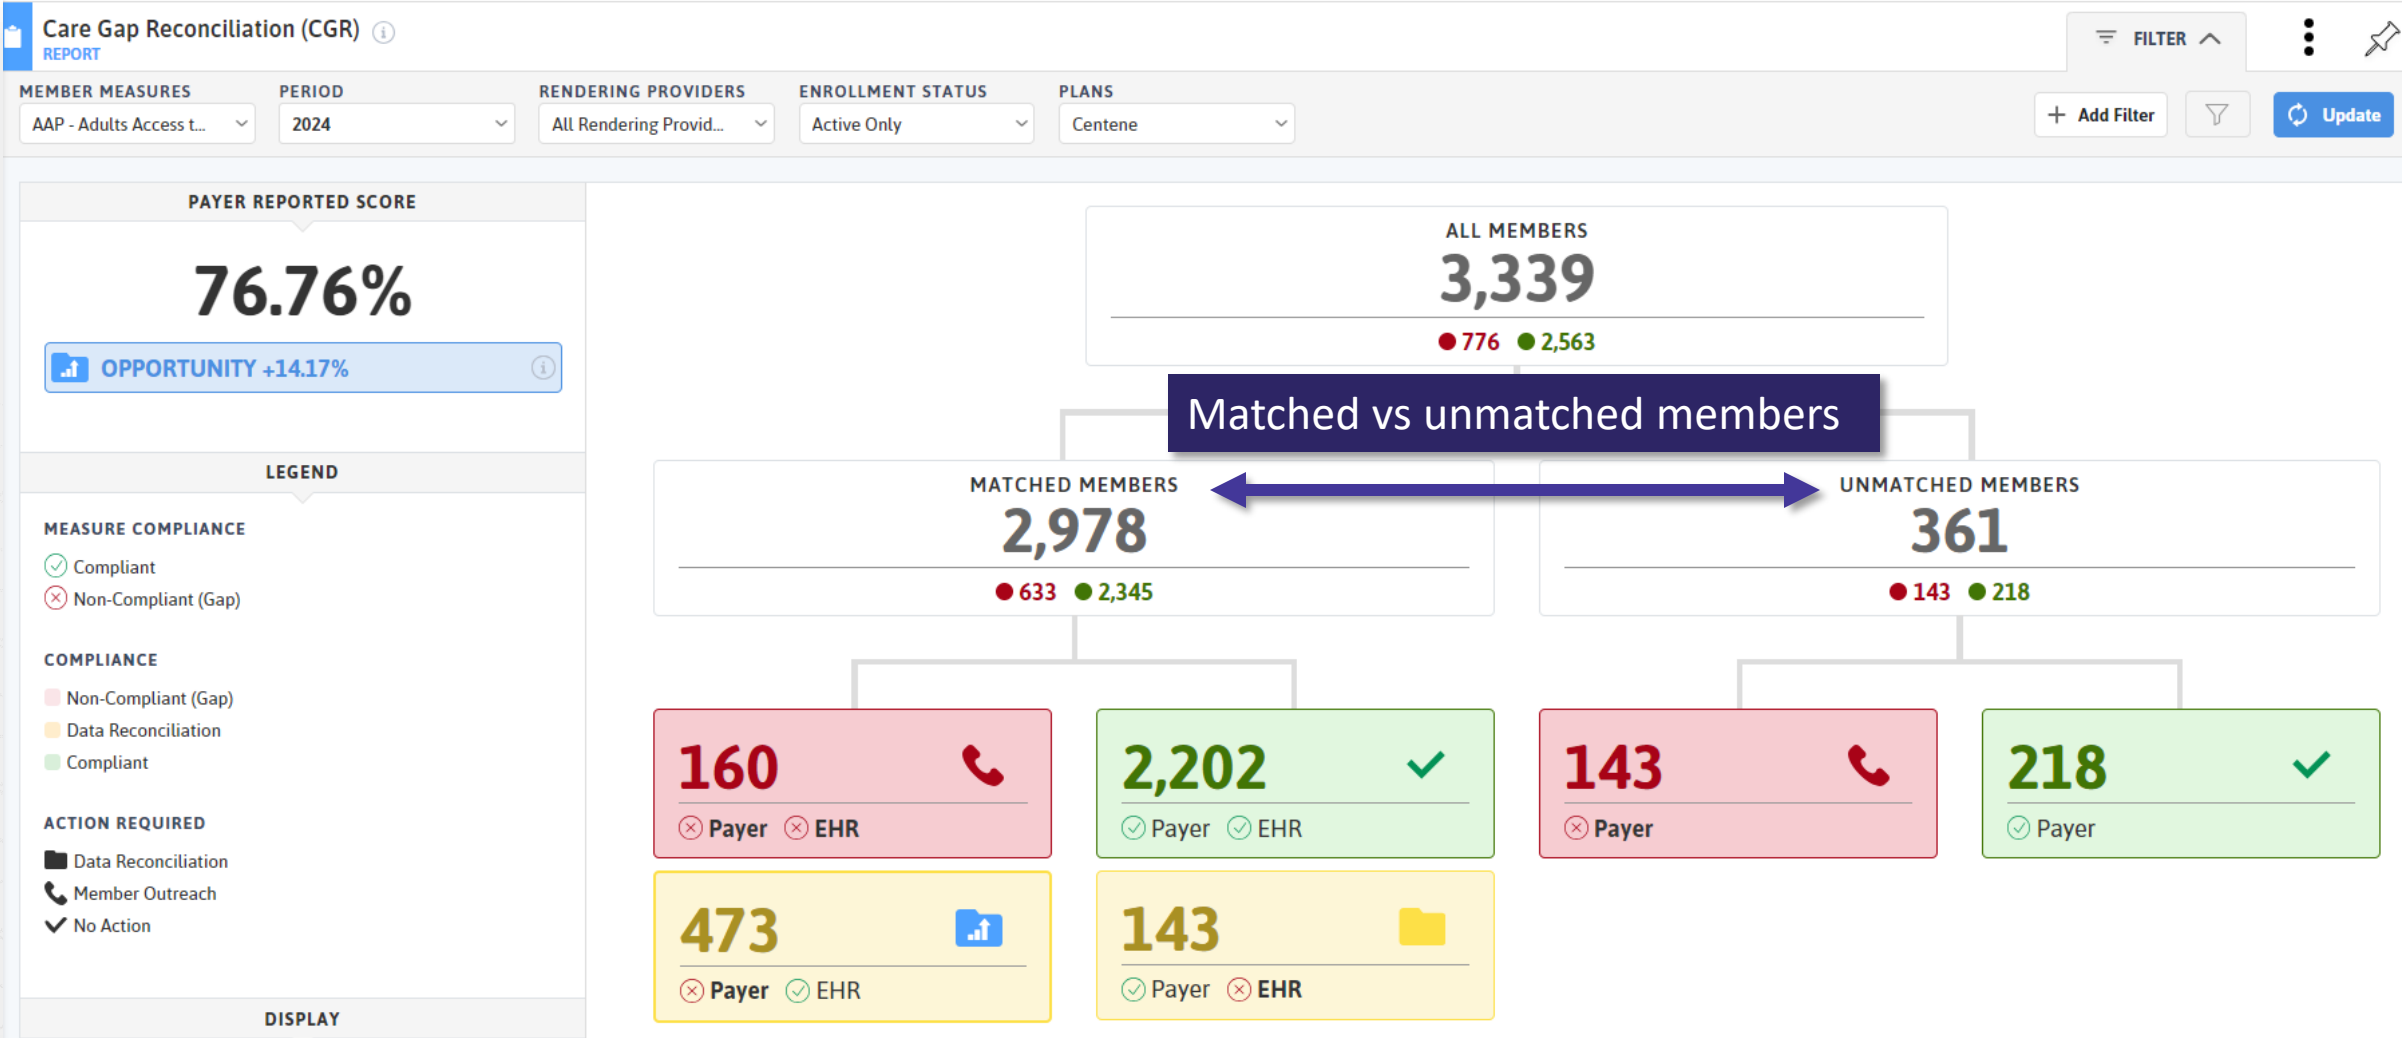 Care Gap Reconciliation (CGR)
REPORT
FILTER
MEMBER MEASURES
AAP - Adults Access t...
PERIOD
2024
RENDERING PROVIDERS
All Rendering Provid...
ENROLLMENT STATUS
Active Only
PLANS
Centene
+ Add Filter
Update
PAYER REPORTED SCORE
76.76%
OPPORTUNITY +14.17%
LEGEND
MEASURE COMPLIANCE
Compliant
Non-Compliant (Gap)
COMPLIANCE
Non-Compliant (Gap)
Data Reconciliation
Compliant
ACTION REQUIRED
Data Reconciliation
Member Outreach
No Action
DISPLAY
ALL MEMBERS
3,339
776 2,563
Matched vs unmatched members
MATCHED MEMBERS
2,978
633 2,345
UNMATCHED MEMBERS
361
143 218
160
Payer EHR
2,202
Payer EHR
143
Payer
218
Payer
473
Payer EHR
143
Payer EHR